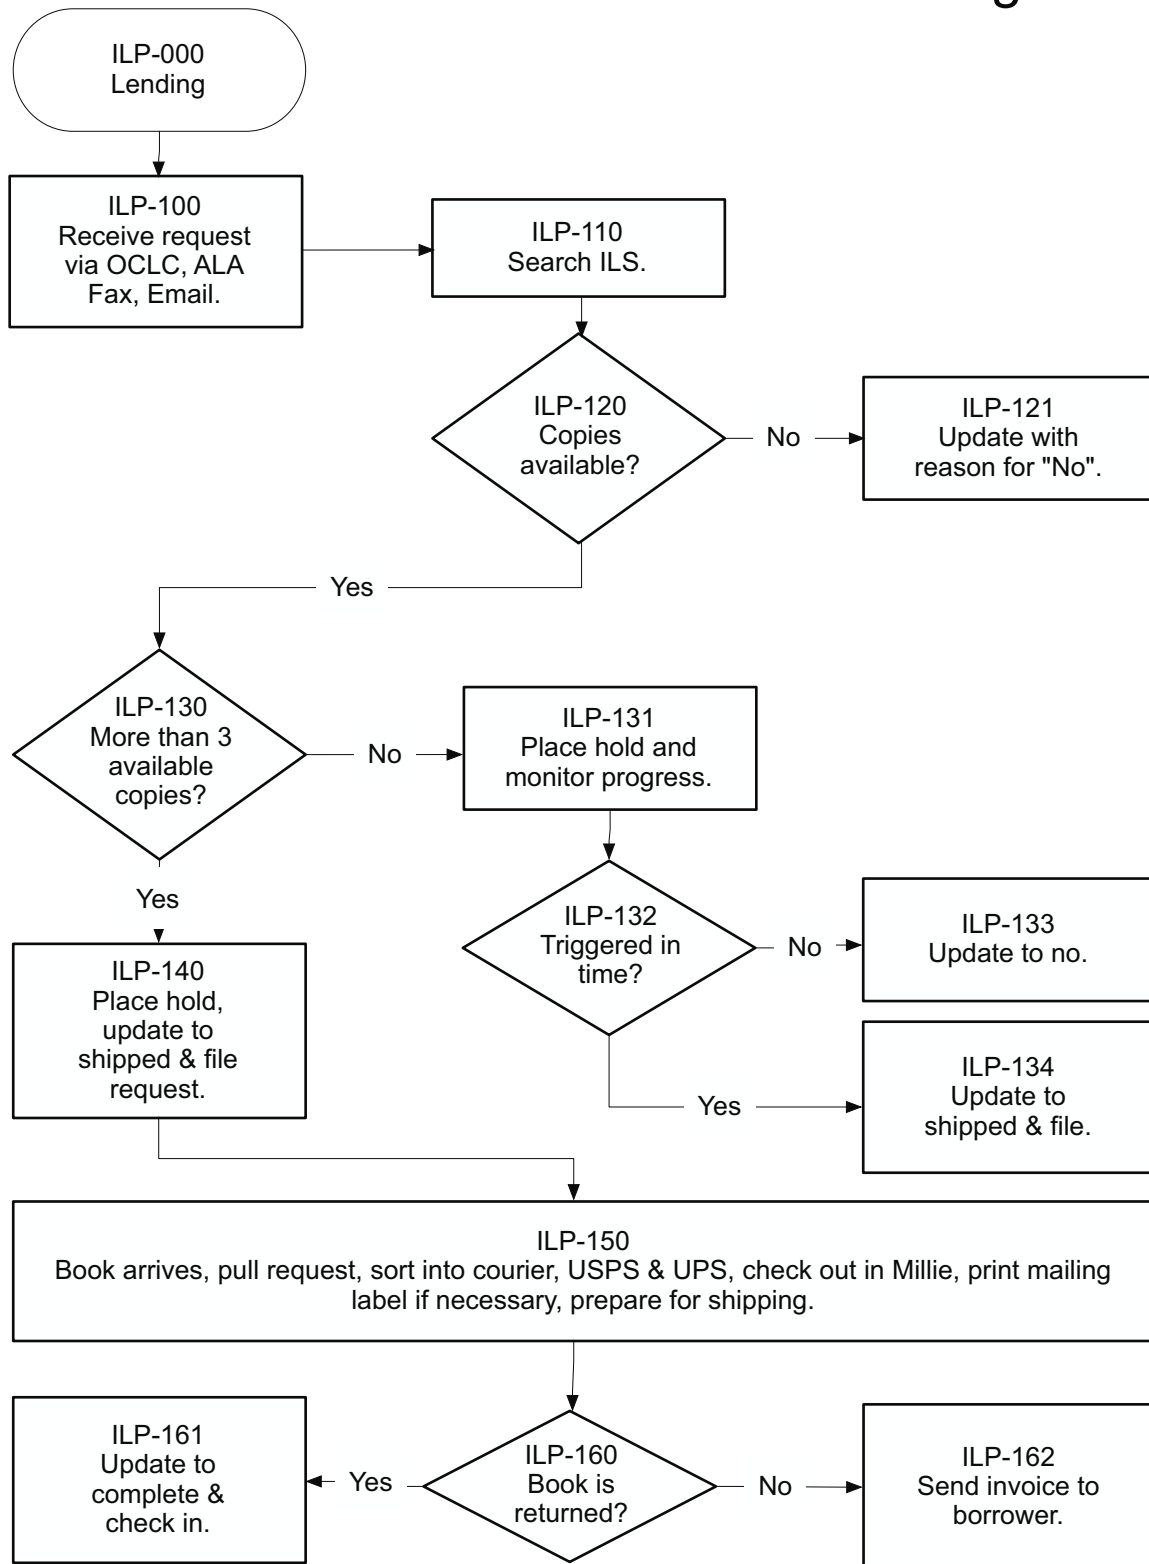 ILP-000
Lending
ILP-100
Receive request
via OCLC, ALA
Fax, Email.
ILP-110
Search ILS.
ILP-120
Copies
available?
No
ILP-121
Update with
reason for "No".
Yes
ILP-130
More than 3
available
copies?
No
ILP-131
Place hold and
monitor progress.
Yes
ILP-132
Triggered in
time?
No
ILP-133
Update to no.
ILP-140
Place hold,
update to
shipped & file
request.
Yes
ILP-134
Update to
shipped & file.
ILP-150
Book arrives, pull request, sort into courier, USPS & UPS, check out in Millie, print mailing
label if necessary, prepare for shipping.
ILP-160
Book is
returned?
Yes
ILP-161
Update to
complete &
check in.
No
ILP-162
Send invoice to
borrower.